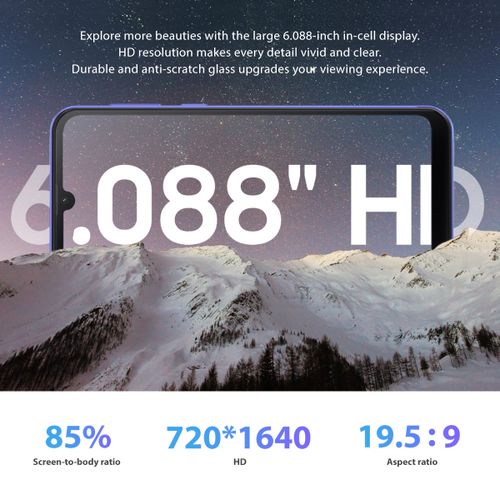 Explore more beauties with the large 6.088-inch in-cell display.
HD resolution makes every detail vivid and clear.
Durable and anti-scratch glass upgrades your viewing experience.
6.088" HD
85%
Screen-to-body ratio
720*1640
HD
19.5:9
Aspect ratio